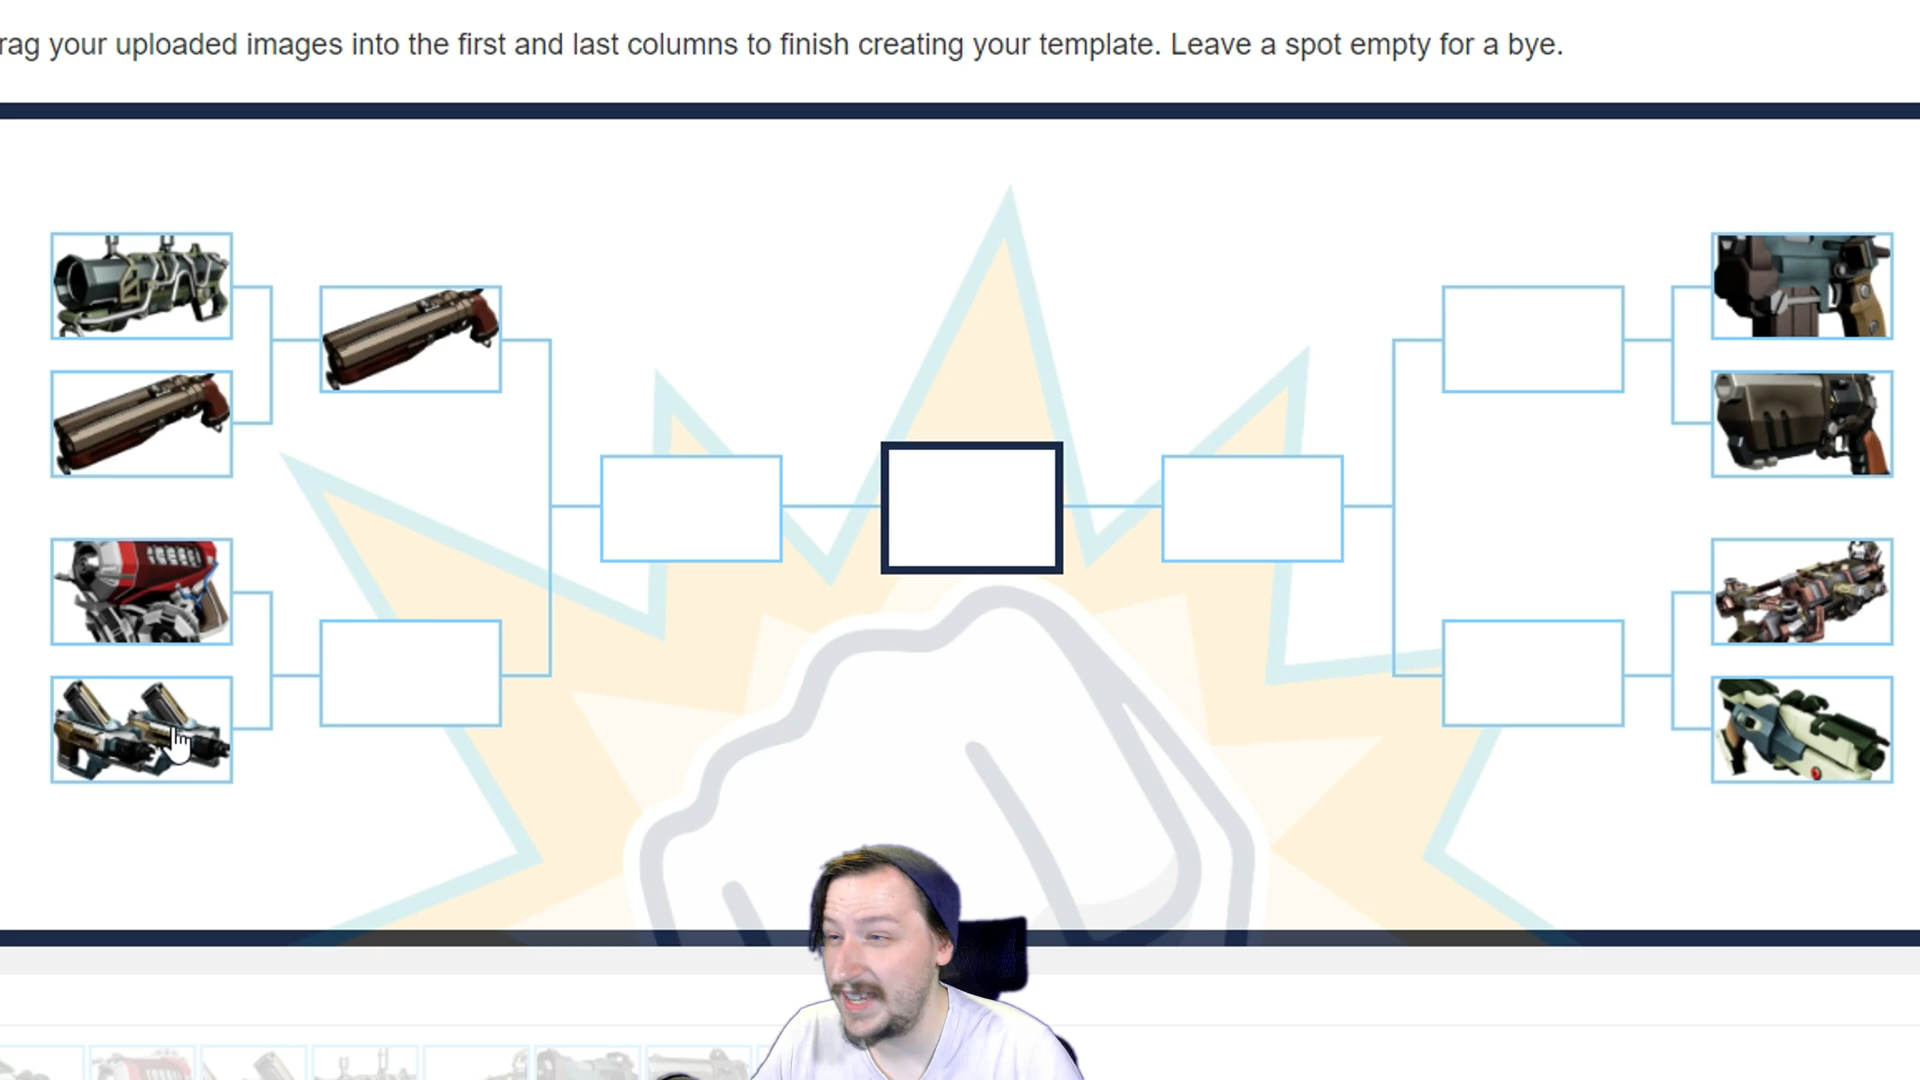 rag your uploaded images into the first and last columns to finish creating your template. Leave a spot empty for a bye.